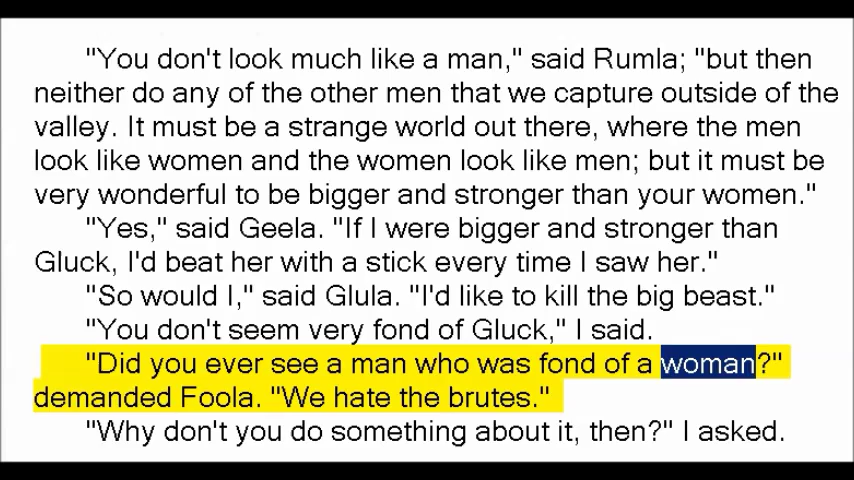 "You don't look much like a man," said Rumla; "but then
neither do any of the other men that we capture outside of the
valley. It must be a strange world out there, where the men
look like women and the women look like men; but it must be
very wonderful to be bigger and stronger than your women."
"Yes," said Geela. "If I were bigger and stronger than
Gluck, I'd beat her with a stick every time I saw her."
"So would I," said Glula. "I'd like to kill the big beast."
"You don't seem very fond of Gluck," I said.
"Did you ever see a man who was fond of a woman?"
demanded Foola. "We hate the brutes."
"Why don't you do something about it, then?" I asked.